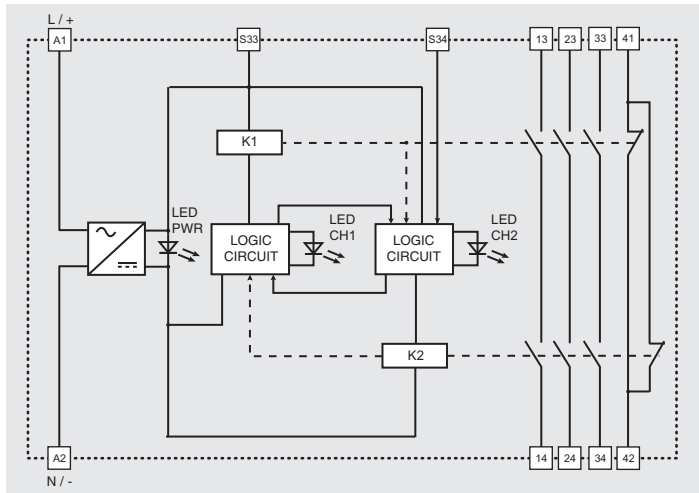 L / +
A1
S33
S34
13
23
33
41
K1
LED
PWR
LOGIC
CIRCUIT
LED
CH1
LOGIC
CIRCUIT
LED
CH2
K2
A2
N / -
14
24
34
42